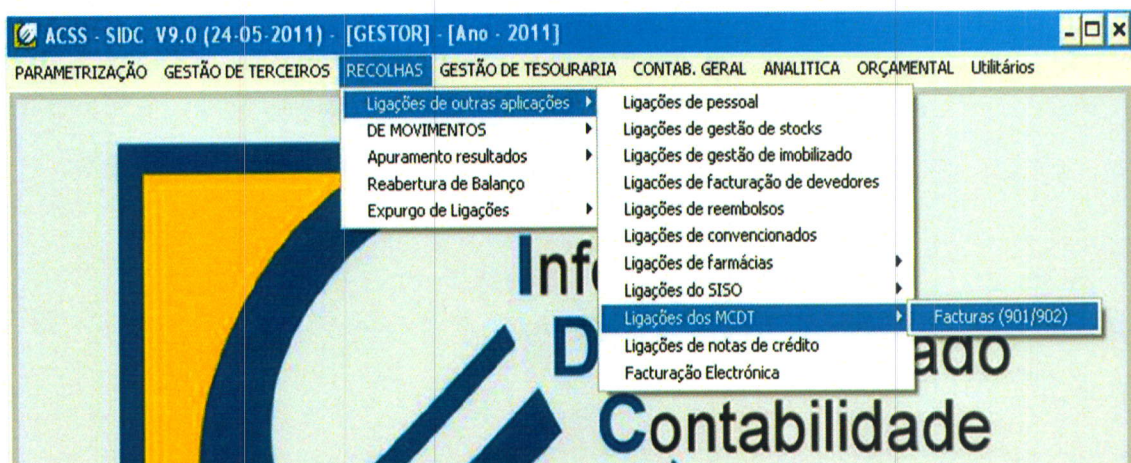 ACSS - SIDC V9.0 (24-05-2011) - [GESTOR] - [Ano - 2011]
PARAMETRIZAÇÃO GESTÃO DE TERCEIROS RECOLHAS GESTÃO DE TESOURARIA CONTAB. GERAL ANALITICA ORÇAMENTAL Utilitários
Ligações de outras aplicações
DE MOVIMENTOS
Apuramento resultados
Reabertura de Balanço
Expurgo de Ligações
Ligações de pessoal
Ligações de gestão de stocks
Ligações de gestão de imobilizado
Ligações de facturação de devedores
Ligações de reembolsos
Ligações de convencionados
Ligações de farmácias
Ligações do SISO
Ligações dos MCDT
Ligações de notas de crédito
Facturação Electrónica
Facturas (901/902)
Inf
D ado
Contabilidade